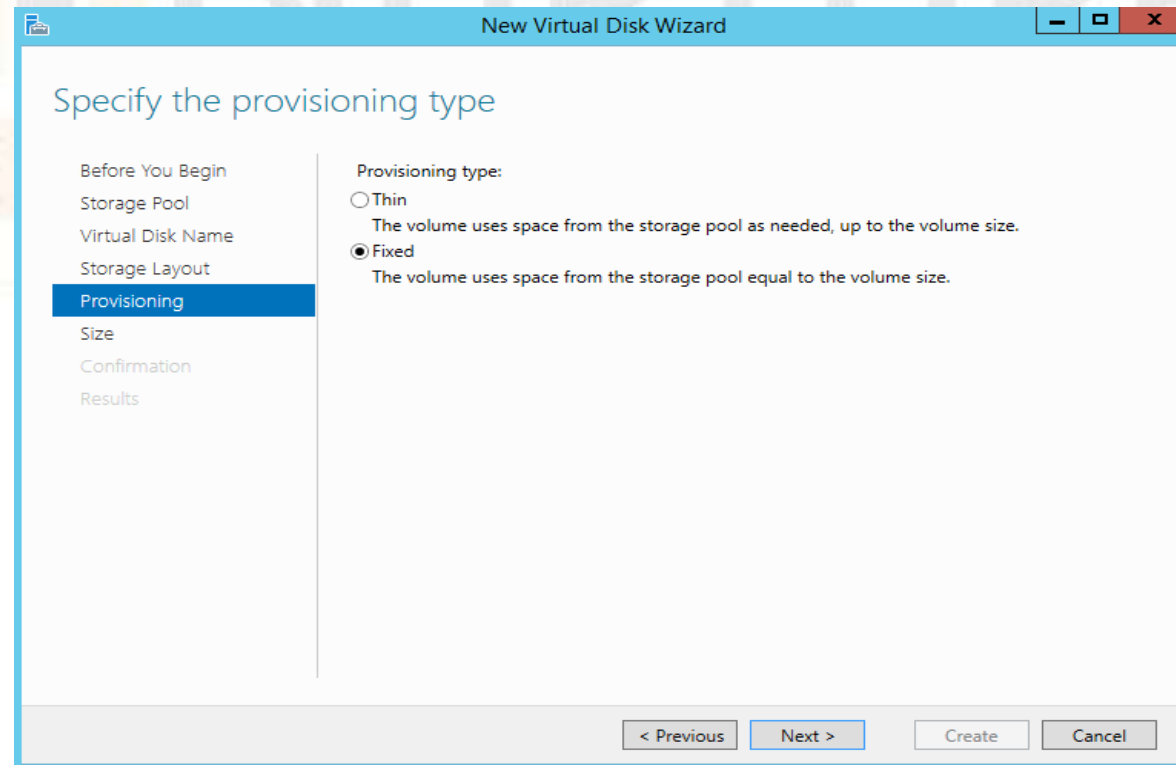 New Virtual Disk Wizard
Specify the provisioning type
Before You Begin
Storage Pool
Virtual Disk Name
Storage Layout
Provisioning
Size
Confirmation
Results
Provisioning type:
Thin
The volume uses space from the storage pool as needed, up to the volume size.
Fixed
The volume uses space from the storage pool equal to the volume size.
< Previous
Next >
Create
Cancel